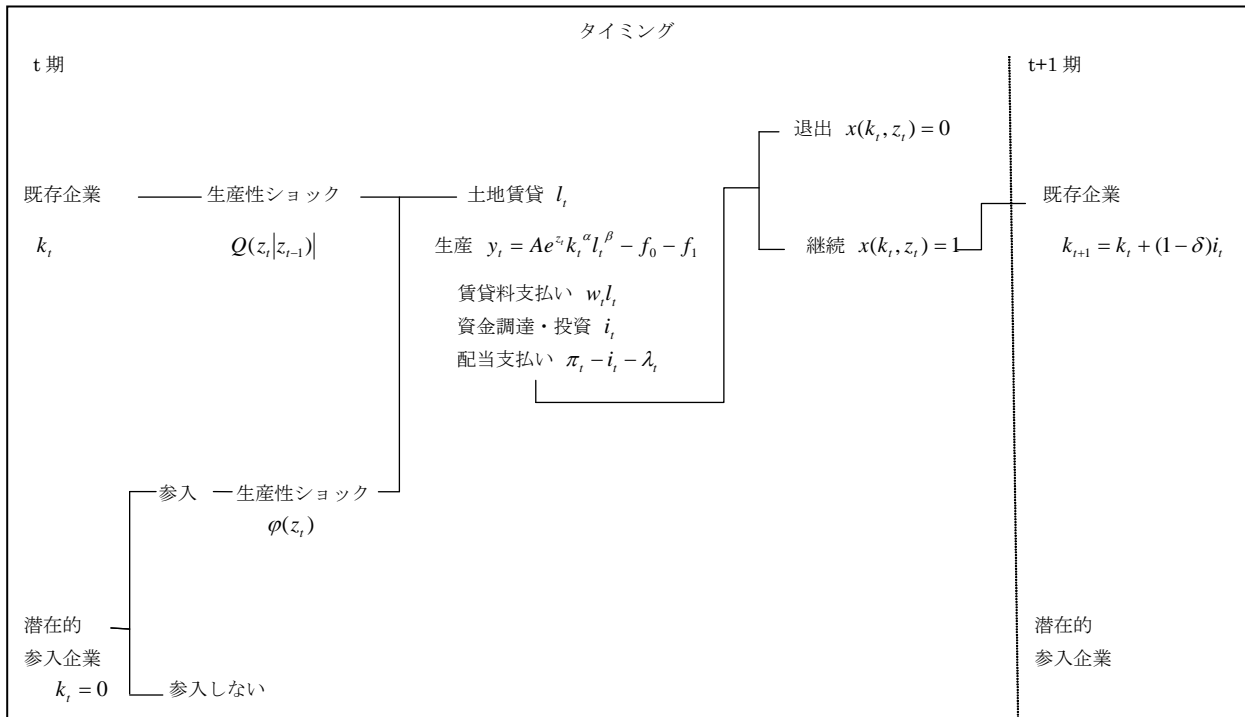 タイミング
t 期
t+1 期
退出 x(k_t, z_t) = 0
既存企業
生産性ショック
土地賃貸 l_t
既存企業
k_t
Q(z_t|z_{t-1})|
生産 y_t = Ae^{z_t} k_t^α l_t^β − f_0 − f_1
継続 x(k_t, z_t) = 1
k_{t+1} = k_t + (1−δ)i_t
賃貸料支払い w_t l_t
資金調達・投資 i_t
配当支払い π_t − i_t − λ_t
参入
生産性ショック
φ(z_t)
潜在的
参入企業
k_t = 0
参入しない
潜在的
参入企業